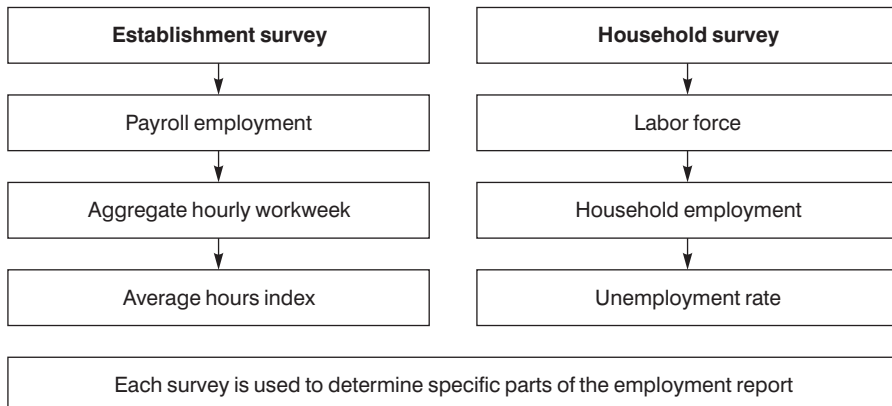 Establishment survey
Payroll employment
Aggregate hourly workweek
Average hours index
Household survey
Labor force
Household employment
Unemployment rate
Each survey is used to determine specific parts of the employment report